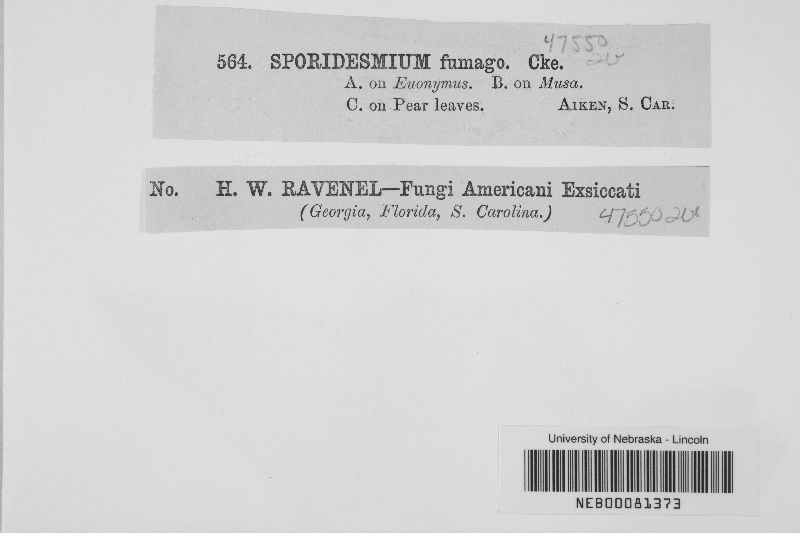 47550
564. SPORIDESMIUM fumago. Cke.
A. on Euonymus. B. on Musa.
C. on Pear leaves. AIKEN, S. CAR.
No. H. W. RAVENEL—Fungi Americani Exsiccati
(Georgia, Florida, S. Carolina.) 47550
University of Nebraska - Lincoln
NEB00081373